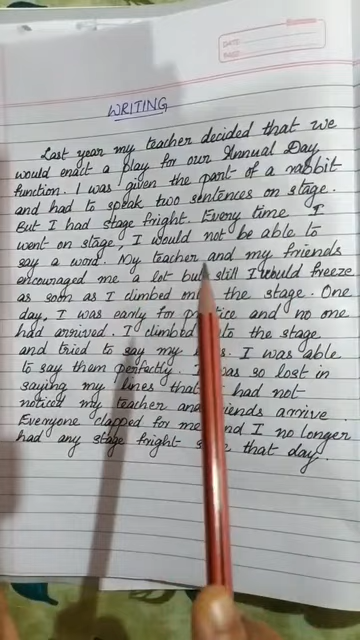 DATE
PAGE
WRITING
Last year my teacher decided that we
would enact a play for our Annual Day
function. I was given the part of a rabbit
and had to speak two sentences on stage.
But I had stage fright. Every time I
went on stage, I would not be able to
say a word. My teacher and my friends
encouraged me a lot but still I would freeze
as soon as I climbed the stage. One
day, I was early for and no one
had arrived. I climbed to the stage
and tried to say my I was able
to say them perfectly. was so lost in
saying my lines that had not
noticed my teacher and arrive
Everyone clapped for me and I no longer
had any stage fright that day.